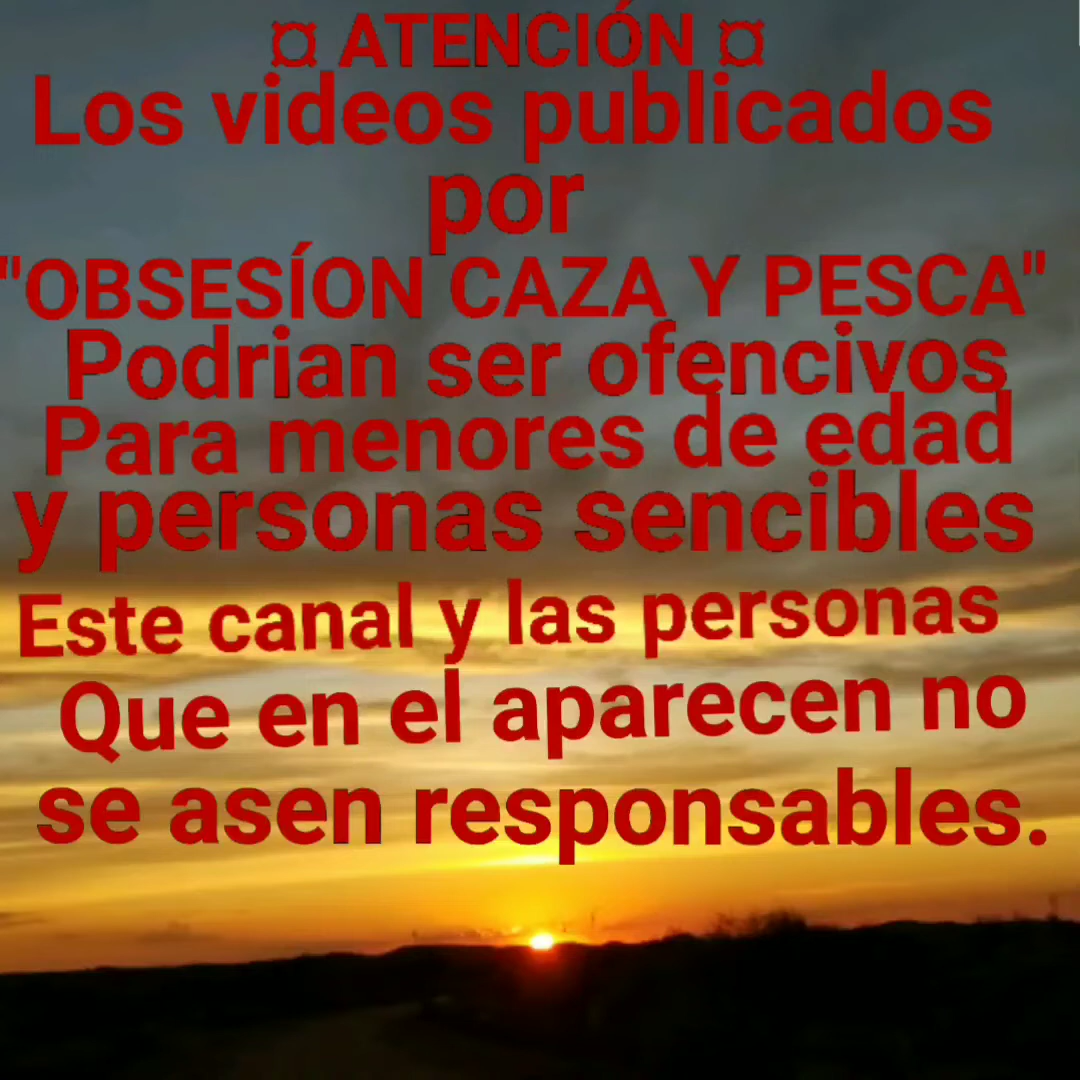 ¤ ATENCIÓN ¤
Los videos publicados
por
"OBSESÍON CAZA Y PESCA"
Podrian ser ofencivos
Para menores de edad
y personas sencibles
Este canal y las personas
Que en el aparecen no
se asen responsables.